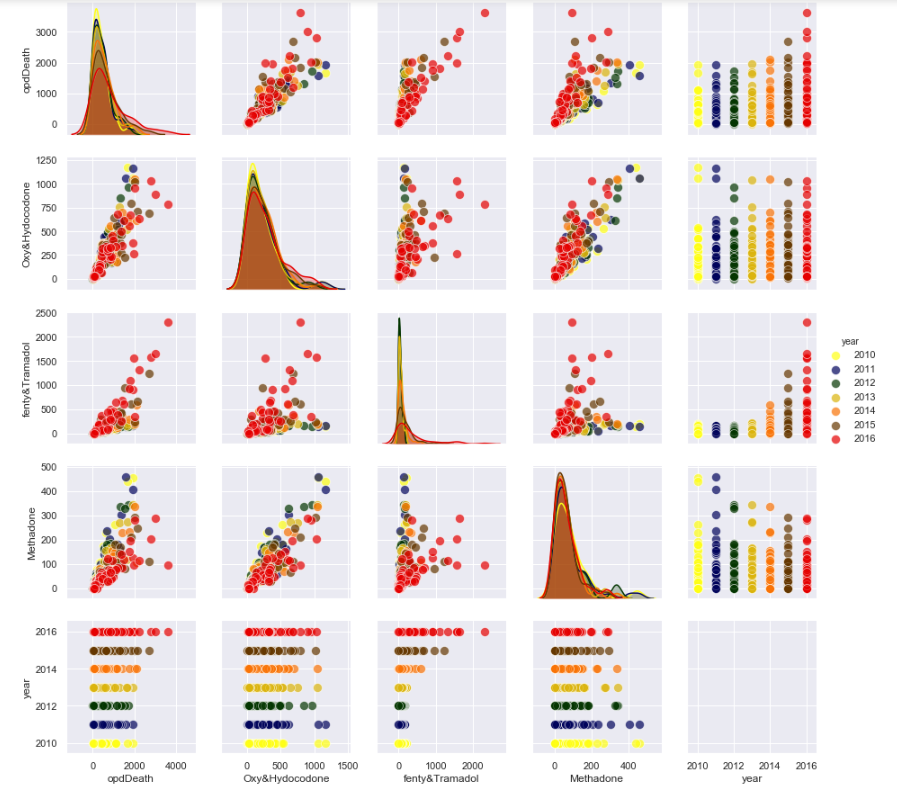 opdDeath
3000
2000
1000
0
Oxy&Hydocodone
1250
1000
750
500
250
0
fenty&Tramadol
2500
2000
1500
1000
500
0
year
2010
2011
2012
2013
2014
2015
2016
Methadone
500
400
300
200
100
0
year
2016
2014
2012
2010
0 2000 4000
0 500 1000 1500
0 1000 2000
0 200 400
2010 2012 2014 2016
opdDeath
Oxy&Hydocodone
fenty&Tramadol
Methadone
year